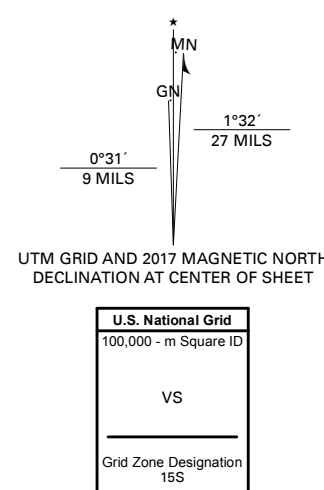 ★
MN
GN
1°32´
27 MILS
0°31´
9 MILS
UTM GRID AND 2017 MAGNETIC NORTH
DECLINATION AT CENTER OF SHEET
U.S. National Grid
100,000 - m Square ID
VS
Grid Zone Designation
15S